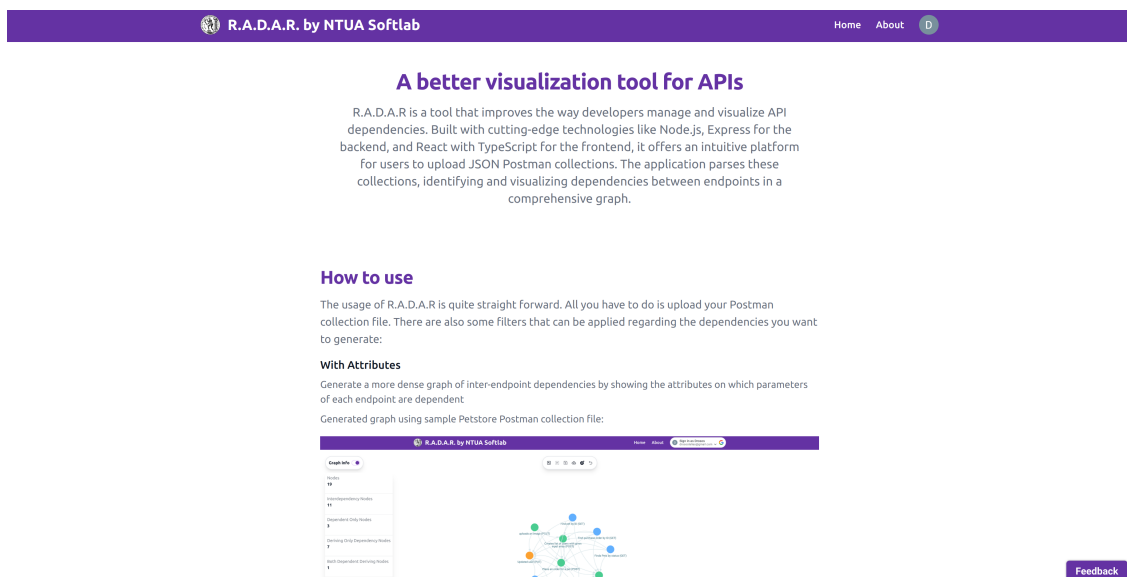 R.A.D.A.R. by NTUA Softlab
Home About D
A better visualization tool for APIs
R.A.D.A.R is a tool that improves the way developers manage and visualize API
dependencies. Built with cutting-edge technologies like Node.js, Express for the
backend, and React with TypeScript for the frontend, it offers an intuitive platform
for users to upload JSON Postman collections. The application parses these
collections, identifying and visualizing dependencies between endpoints in a
comprehensive graph.
How to use
The usage of R.A.D.A.R is quite straight forward. All you have to do is upload your Postman
collection file. There are also some filters that can be applied regarding the dependencies you want
to generate:
With Attributes
Generate a more dense graph of inter-endpoint dependencies by showing the attributes on which parameters
of each endpoint are dependent
Generated graph using sample Petstore Postman collection file:
R.A.D.A.R. by NTUA Softlab
Home About
Graph info
Nodes
19
Interdependency Nodes
11
Dependent Only Nodes
3
Deriving Only Dependency Nodes
7
Both Dependent Deriving Nodes
1
Feedback